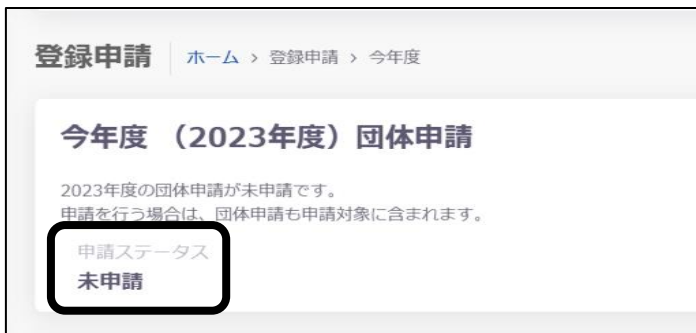 登録申請 ホーム > 登録申請 > 今年度
今年度 （2023年度）団体申請
2023年度の団体申請が未申請です。
申請を行う場合は、団体申請も申請対象に含まれます。
申請ステータス
未申請